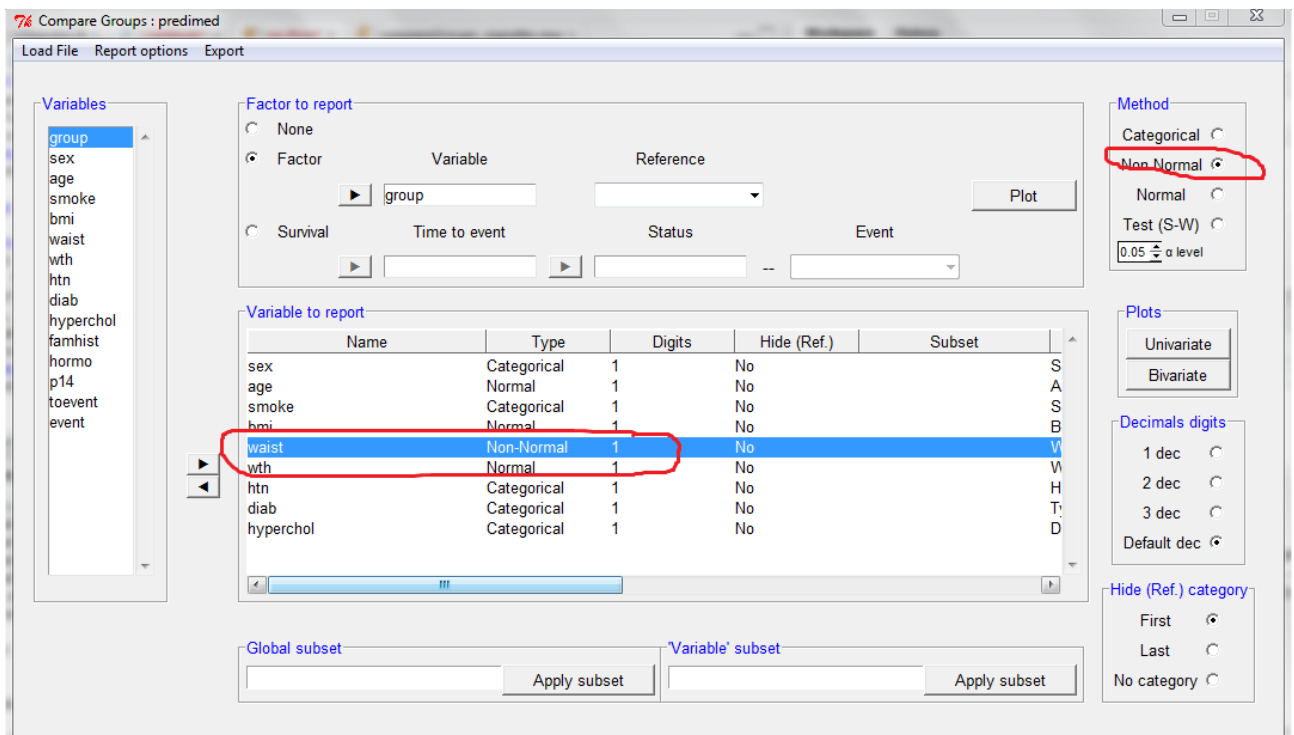 Compare Groups : predimed
Load File Report options Export
Variables
group
sex
age
smoke
bmi
waist
wth
htn
diab
hyperchol
famhist
hormo
p14
toevent
event
Factor to report
None
Factor Variable Reference
group
Plot
Survival Time to event Status Event
--
Variable to report
Name Type Digits Hide (Ref.) Subset
sex Categorical 1 No S
age Normal 1 No A
smoke Categorical 1 No S
bmi Normal 1 No B
waist Non-Normal 1 No W
wth Normal 1 No W
htn Categorical 1 No H
diab Categorical 1 No Ty
hyperchol Categorical 1 No D
Global subset
Apply subset
'Variable' subset
Apply subset
Method
Categorical
Non Normal
Normal
Test (S-W)
0.05 α level
Plots
Univariate
Bivariate
Decimals digits
1 dec
2 dec
3 dec
Default dec
Hide (Ref.) category
First
Last
No category